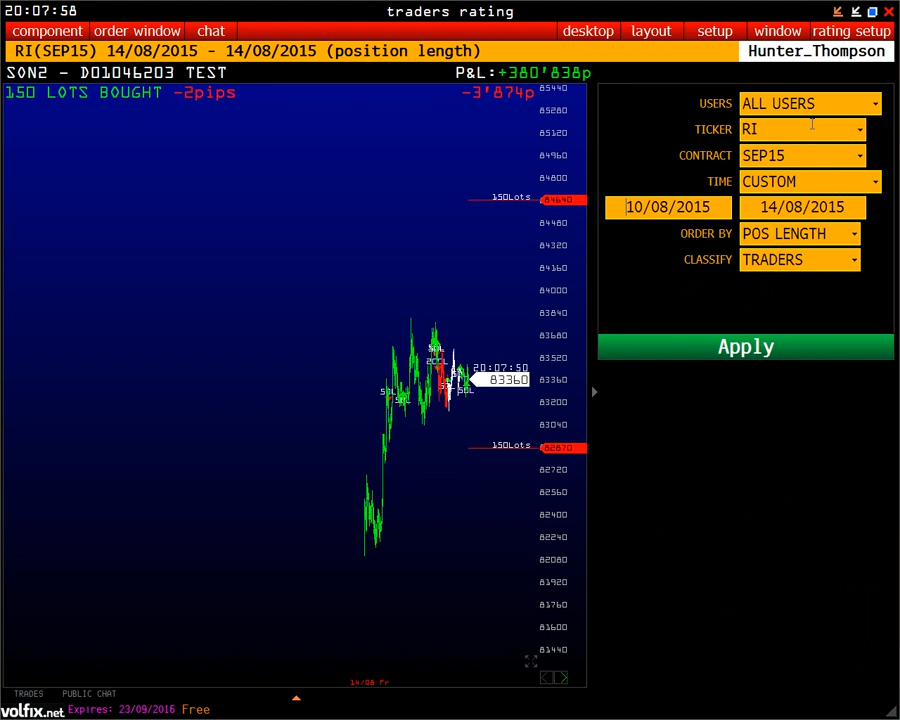 20:07:58 traders rating
component order window chat desktop layout setup window rating setup
RI(SEP15) 14/08/2015 - 14/08/2015 (position length) Hunter_Thompson
SON2 - D01046203 TEST P&L:+380'838p
150 LOTS BOUGHT -2pips -3'874p
85440
85280
85120
84960
84800
150Lots 84640
84480
84320
84160
84000
83840
83680
83520
20:07:50
83360 83360
83200
83040
150Lots 82870
82720
82560
82400
82240
82080
81920
81760
81600
81440
14/08 Fr
USERS ALL USERS
TICKER RI
CONTRACT SEP15
TIME CUSTOM
10/08/2015 14/08/2015
ORDER BY POS LENGTH
CLASSIFY TRADERS
Apply
TRADES PUBLIC CHAT
volfix.net Expires: 23/09/2016 Free